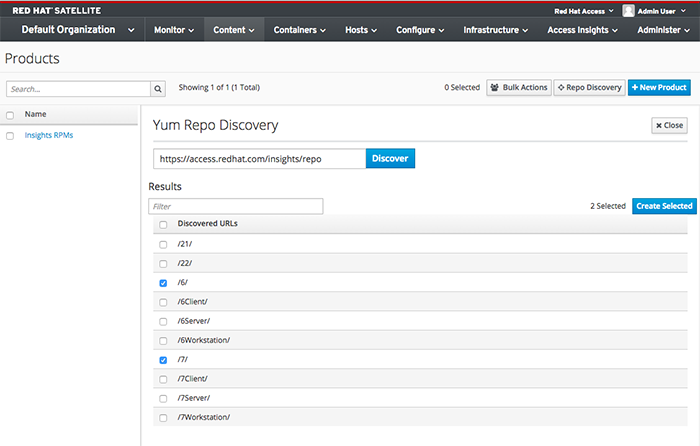 RED HAT SATELLITE Red Hat Access Admin User
Default Organization Monitor Content Containers Hosts Configure Infrastructure Access Insights Administer
Products
Search... Showing 1 of 1 (1 Total) 0 Selected Bulk Actions Repo Discovery + New Product
Name
Insights RPMs
Yum Repo Discovery × Close
https://access.redhat.com/insights/repo Discover
Results
Filter 2 Selected Create Selected
Discovered URLs
/21/
/22/
/6/
/6Client/
/6Server/
/6Workstation/
/7/
/7Client/
/7Server/
/7Workstation/